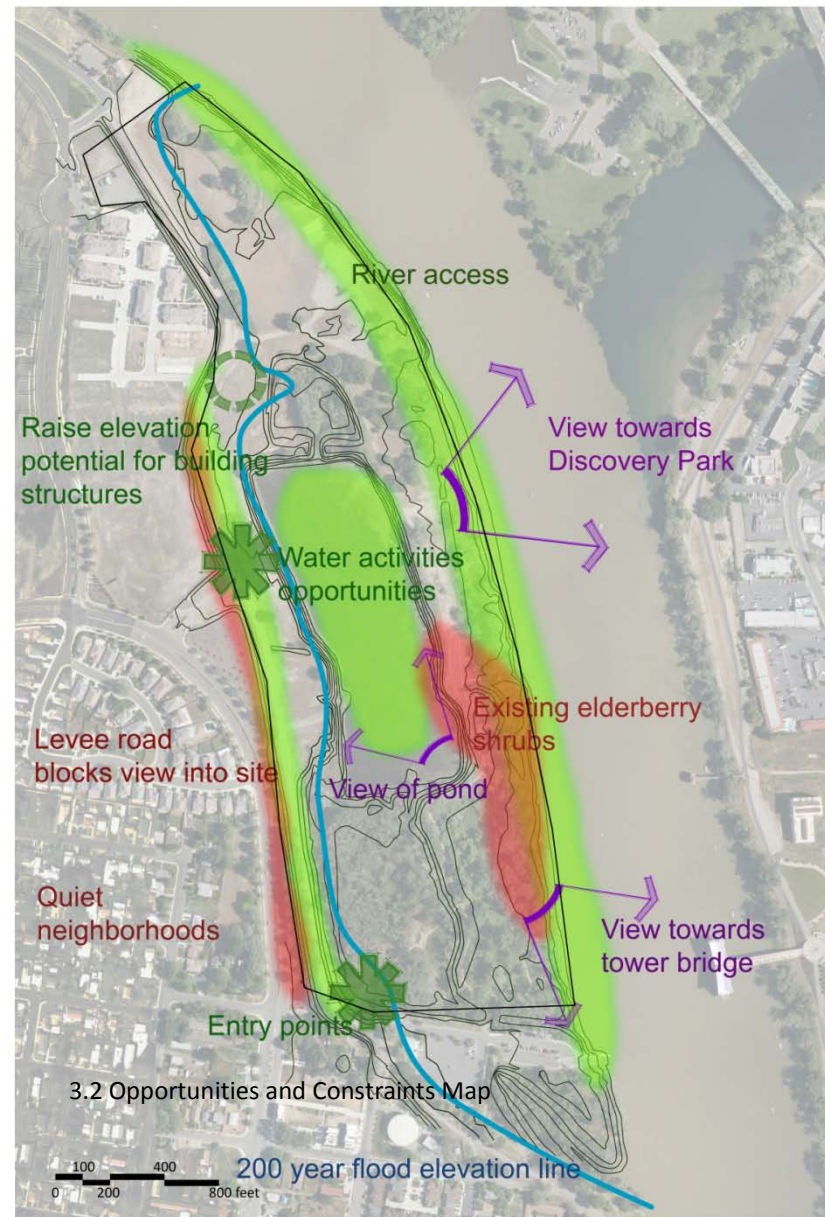 River access
View towards
Discovery Park
Raise elevation
potential for building
structures
Water activities
opportunities
Existing elderberry
shrubs
Levee road
blocks view into site
View of pond
Quiet
neighborhoods
View towards
tower bridge
Entry points
3.2 Opportunities and Constraints Map
100 400
0 200 800 feet
200 year flood elevation line